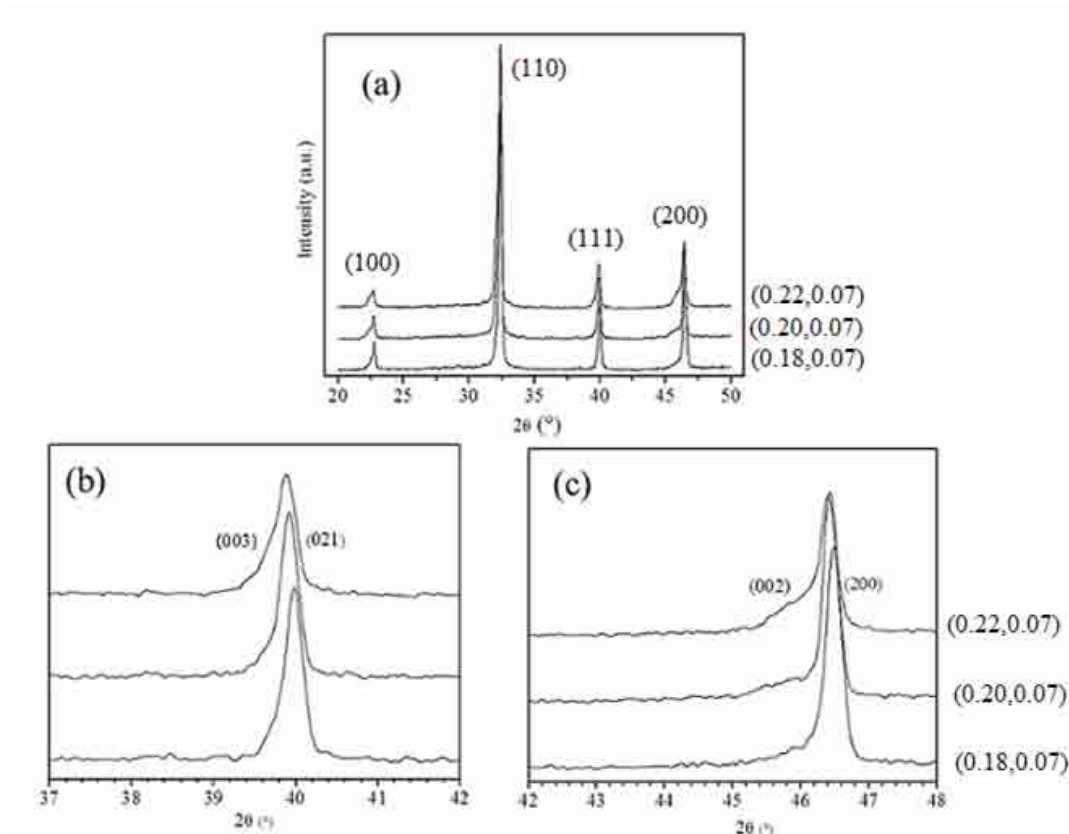 (a)
(110)
(200)
(111)
(100)
(0.22,0.07)
(0.20,0.07)
(0.18,0.07)
Intensity (a.u.)
20 25 30 35 40 45 50
2θ (°)
(b)
(003)
(021)
37 38 39 40 41 42
2θ (°)
(c)
(002)
(200)
(0.22,0.07)
(0.20,0.07)
(0.18,0.07)
42 43 44 45 46 47 48
2θ (°)